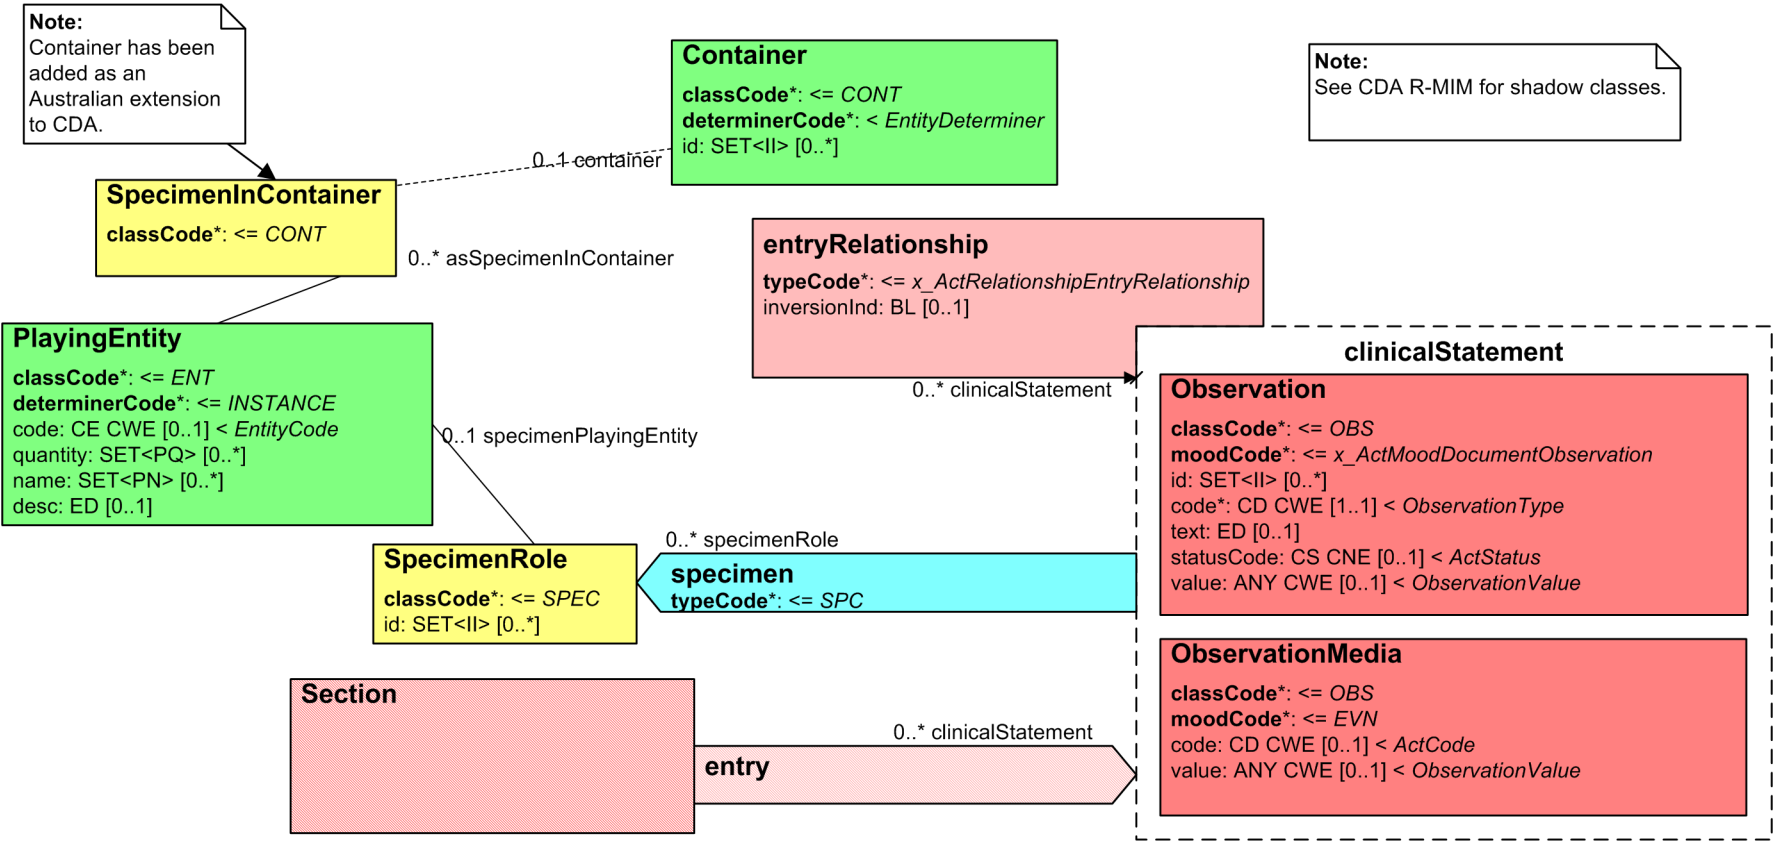 Note:
Container has been
added as an
Australian extension
to CDA.
Container
classCode*: <= CONT
determinerCode*: < EntityDeterminer
id: SET<II> [0..*]
Note:
See CDA R-MIM for shadow classes.
0..1 container
SpecimenInContainer
classCode*: <= CONT
0..* asSpecimenInContainer
entryRelationship
typeCode*: <= x_ActRelationshipEntryRelationship
inversionInd: BL [0..1]
0..* clinicalStatement
PlayingEntity
classCode*: <= ENT
determinerCode*: <= INSTANCE
code: CE CWE [0..1] < EntityCode
quantity: SET<PQ> [0..*]
name: SET<PN> [0..*]
desc: ED [0..1]
0..1 specimenPlayingEntity
clinicalStatement
Observation
classCode*: <= OBS
moodCode*: <= x_ActMoodDocumentObservation
id: SET<II> [0..*]
code*: CD CWE [1..1] < ObservationType
text: ED [0..1]
statusCode: CS CNE [0..1] < ActStatus
value: ANY CWE [0..1] < ObservationValue
SpecimenRole
classCode*: <= SPEC
id: SET<II> [0..*]
0..* specimenRole
specimen
typeCode*: <= SPC
ObservationMedia
classCode*: <= OBS
moodCode*: <= EVN
code: CD CWE [0..1] < ActCode
value: ANY CWE [0..1] < ObservationValue
Section
0..* clinicalStatement
entry